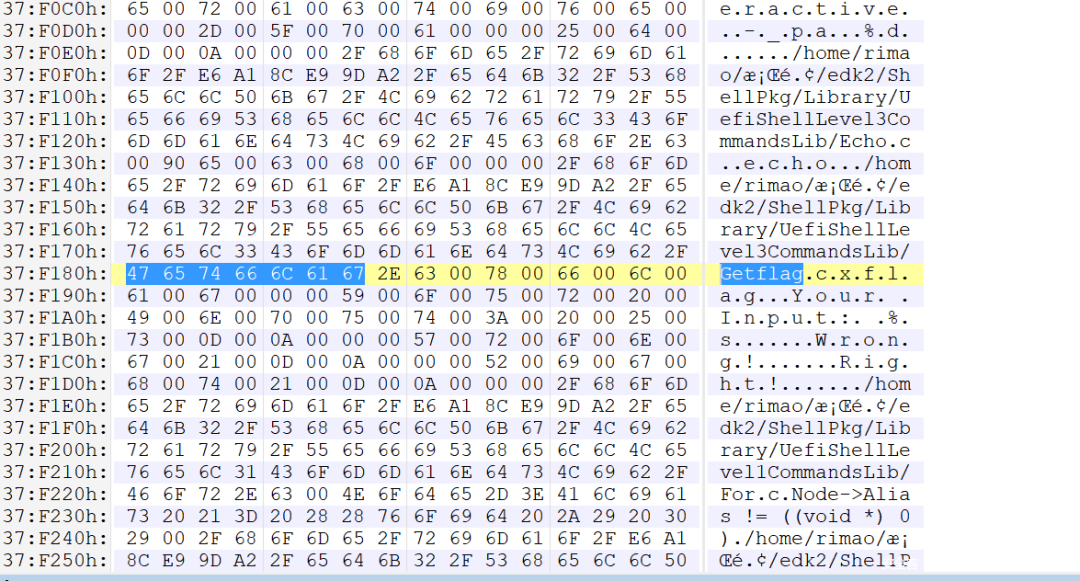 37:F0C0h: 65 00 72 00 61 00 63 00 74 00 69 00 76 00 65 00 e.r.a.c.t.i.v.e.
37:F0D0h: 00 00 2D 00 5F 00 70 00 61 00 00 00 25 00 64 00 ..-._.p.a...%.d.
37:F0E0h: 0D 00 0A 00 00 00 2F 68 6F 6D 65 2F 72 69 6D 61 ....../home/rima
37:F0F0h: 6F 2F E6 A1 8C E9 9D A2 2F 65 64 6B 32 2F 53 68 o/æ¡Œé.¢/edk2/Sh
37:F100h: 65 6C 6C 50 6B 67 2F 4C 69 62 72 61 72 79 2F 55 ellPkg/Library/U
37:F110h: 65 66 69 53 68 65 6C 6C 4C 65 76 65 6C 33 43 6F efiShellLevel3Co
37:F120h: 6D 6D 61 6E 64 73 4C 69 62 2F 45 63 68 6F 2E 63 mmandsLib/Echo.c
37:F130h: 00 90 65 00 63 00 68 00 6F 00 00 00 2F 68 6F 6D ..e.c.h.o.../hom
37:F140h: 65 2F 72 69 6D 61 6F 2F E6 A1 8C E9 9D A2 2F 65 e/rimao/æ¡Œé.¢/e
37:F150h: 64 6B 32 2F 53 68 65 6C 6C 50 6B 67 2F 4C 69 62 dk2/ShellPkg/Lib
37:F160h: 72 61 72 79 2F 55 65 66 69 53 68 65 6C 6C 4C 65 rary/UefiShellLe
37:F170h: 76 65 6C 33 43 6F 6D 6D 61 6E 64 73 4C 69 62 2F vel3CommandsLib/
37:F180h: 47 65 74 66 6C 61 67 2E 63 00 78 00 66 00 6C 00 Getflag.c.x.f.l.
37:F190h: 61 00 67 00 00 00 59 00 6F 00 75 00 72 00 20 00 a.g...Y.o.u.r. .
37:F1A0h: 49 00 6E 00 70 00 75 00 74 00 3A 00 20 00 25 00 I.n.p.u.t.:. .%.
37:F1B0h: 73 00 0D 00 0A 00 00 00 57 00 72 00 6F 00 6E 00 s.......W.r.o.n.
37:F1C0h: 67 00 21 00 0D 00 0A 00 00 00 52 00 69 00 67 00 g.!.......R.i.g.
37:F1D0h: 68 00 74 00 21 00 0D 00 0A 00 00 00 2F 68 6F 6D h.t.!......./hom
37:F1E0h: 65 2F 72 69 6D 61 6F 2F E6 A1 8C E9 9D A2 2F 65 e/rimao/æ¡Œé.¢/e
37:F1F0h: 64 6B 32 2F 53 68 65 6C 6C 50 6B 67 2F 4C 69 62 dk2/ShellPkg/Lib
37:F200h: 72 61 72 79 2F 55 65 66 69 53 68 65 6C 6C 4C 65 rary/UefiShellLe
37:F210h: 76 65 6C 31 43 6F 6D 6D 61 6E 64 73 4C 69 62 2F vel1CommandsLib/
37:F220h: 46 6F 72 2E 63 00 4E 6F 64 65 2D 3E 41 6C 69 61 For.c.Node->Alia
37:F230h: 73 20 21 3D 20 28 28 76 6F 69 64 20 2A 29 20 30 s != ((void *) 0
37:F240h: 29 00 2F 68 6F 6D 65 2F 72 69 6D 61 6F 2F E6 A1 )./home/rimao/æ¡
37:F250h: 8C E9 9D A2 2F 65 64 6B 32 2F 53 68 65 6C 6C 50 Œé.¢/edk2/ShellP